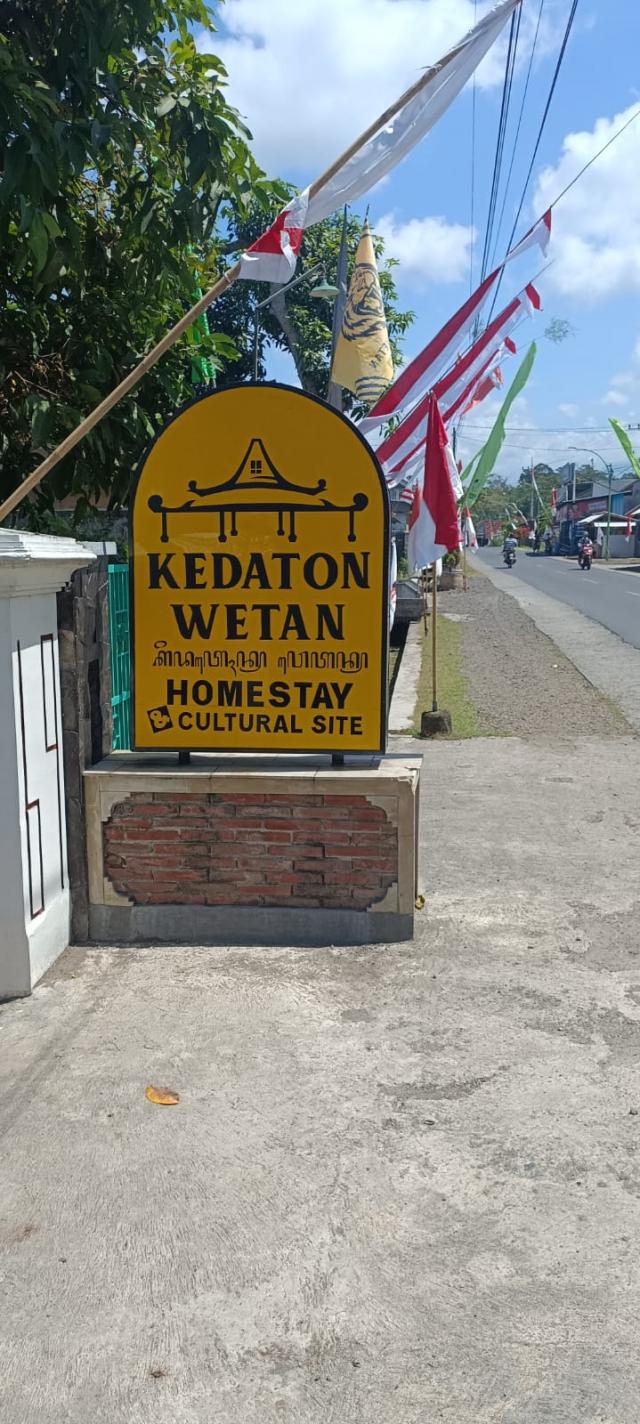 KEDATON
WETAN
HOMESTAY
& CULTURAL SITE